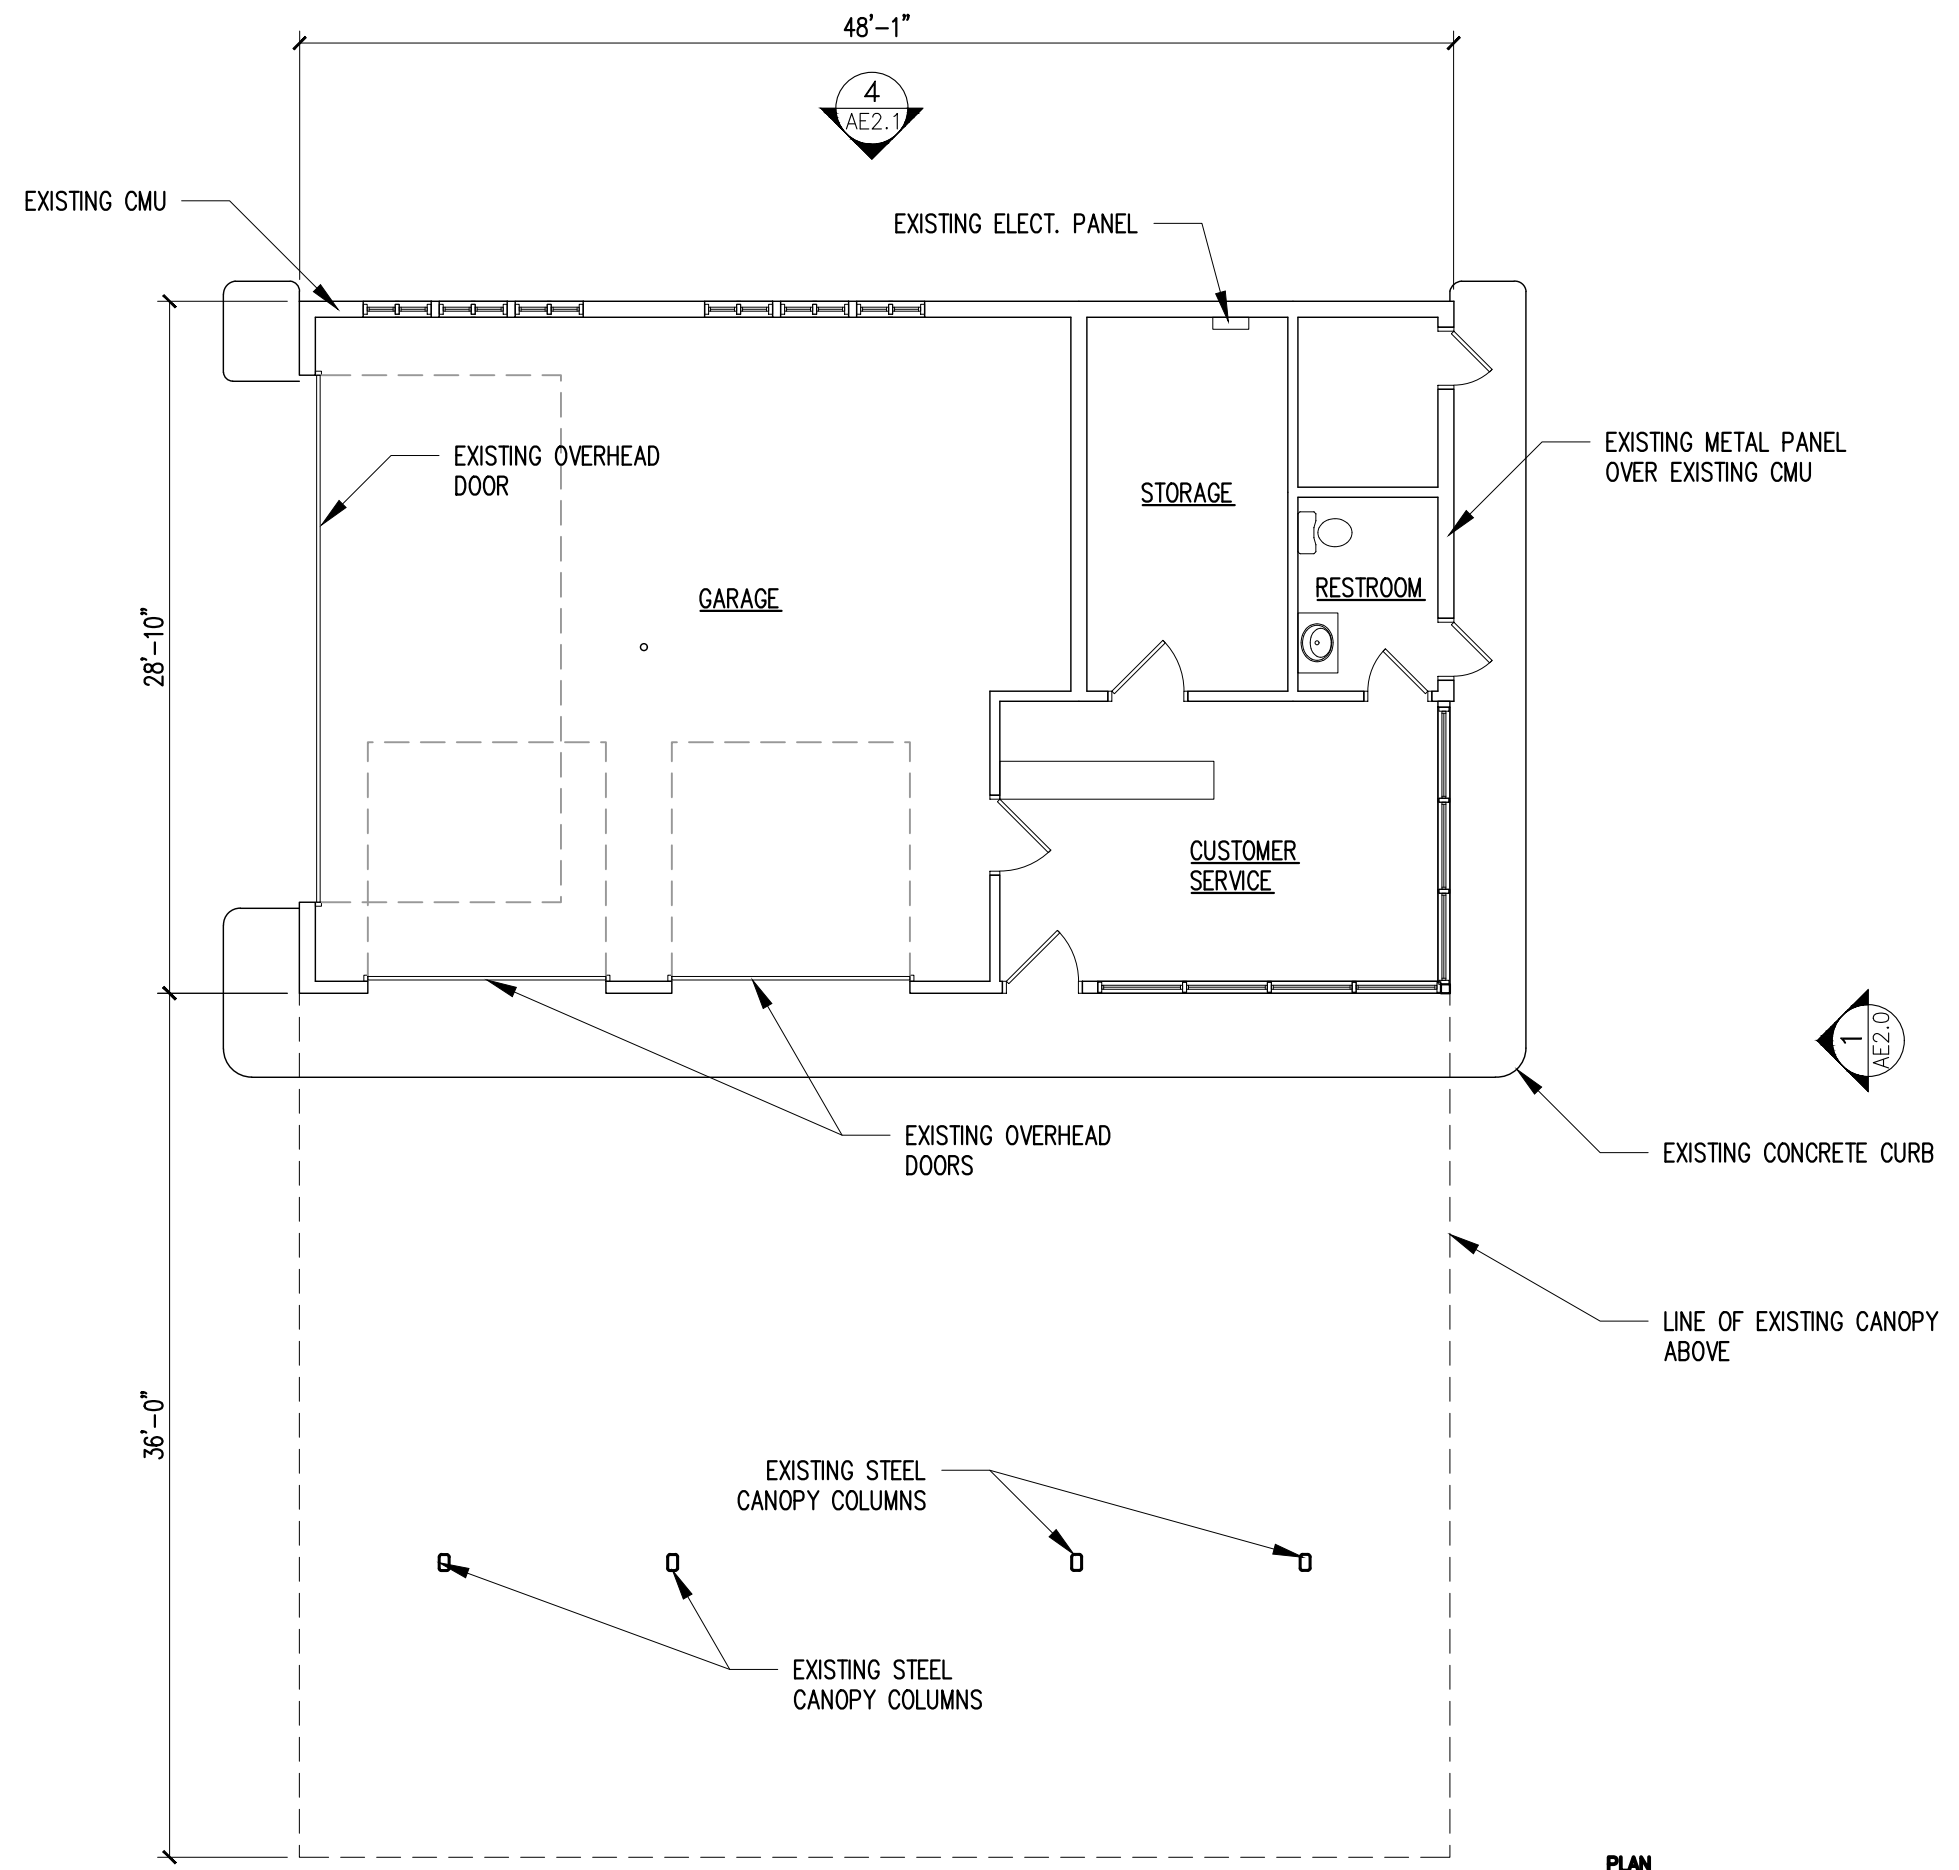 48'-1"
4
AE2.1
EXISTING CMU
EXISTING ELECT. PANEL
EXISTING OVERHEAD
DOOR
EXISTING METAL PANEL
OVER EXISTING CMU
STORAGE
RESTROOM
GARAGE
28'-10"
CUSTOMER
SERVICE
1
AE2.0
EXISTING OVERHEAD
DOORS
EXISTING CONCRETE CURB
LINE OF EXISTING CANOPY
ABOVE
36'-0"
EXISTING STEEL
CANOPY COLUMNS
EXISTING STEEL
CANOPY COLUMNS
PLAN